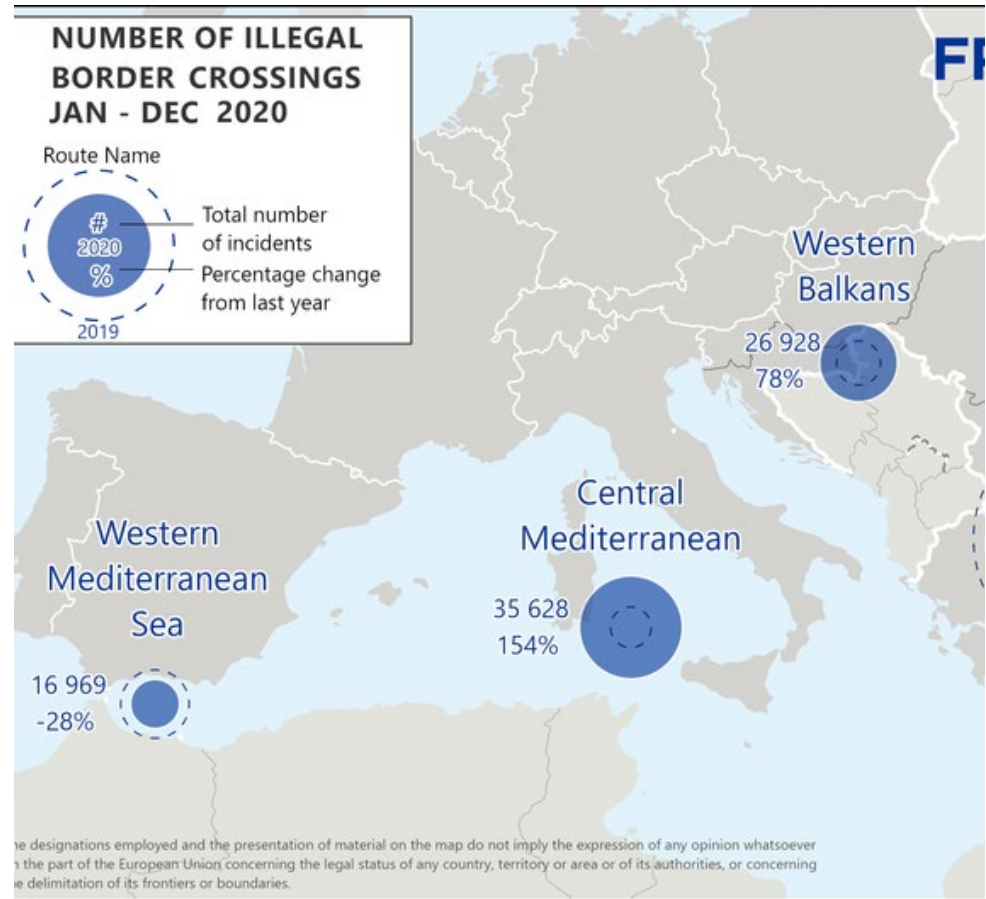 NUMBER OF ILLEGAL
BORDER CROSSINGS
JAN - DEC 2020
Route Name
#
2020
%
Total number
of incidents
Percentage change
from last year
2019
Western
Balkans
26 928
78%
Central
Mediterranean
35 628
154%
Western
Mediterranean
Sea
16 969
-28%
designations employed and the presentation of material on the map do not imply the expression of any opinion whatsoever
the part of the European Union concerning the legal status of any country, territory or area or of its authorities, or concerning
delimitation of its frontiers or boundaries.